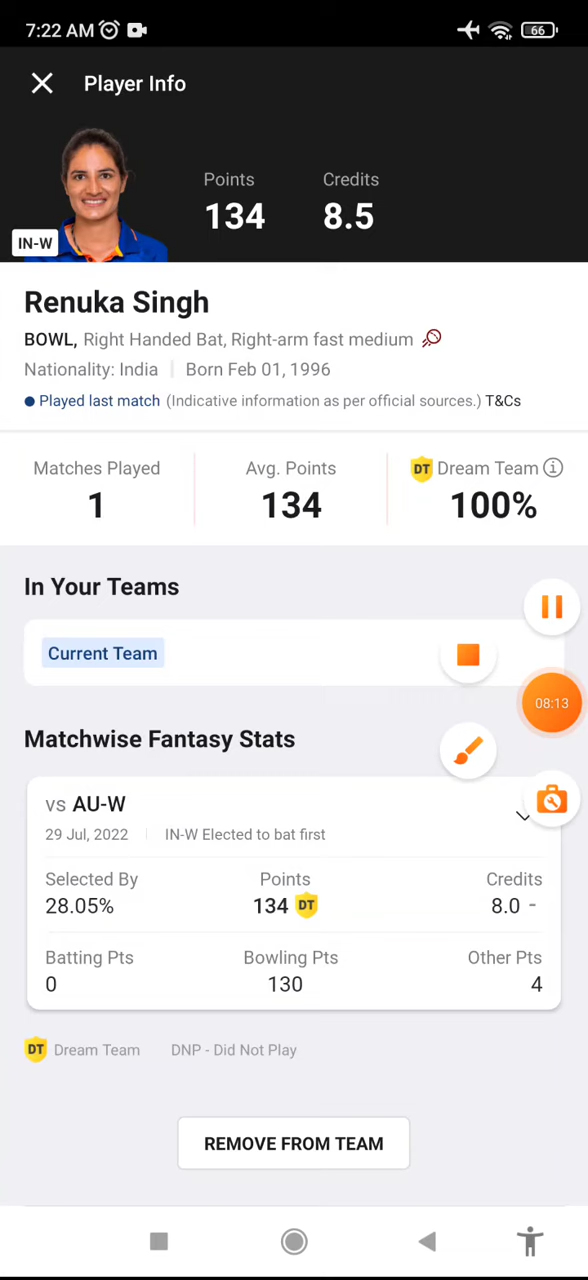 7:22 AM
66
Player Info
Points
Credits
134
8.5
IN-W
Renuka Singh
BOWL, Right Handed Bat, Right-arm fast medium
Nationality: India
Born Feb 01, 1996
Played last match (Indicative information as per official sources.) T&Cs
Matches Played
Avg. Points
DT Dream Team
1
134
100%
In Your Teams
Current Team
08:13
Matchwise Fantasy Stats
vs AU-W
29 Jul, 2022
IN-W Elected to bat first
Selected By
Points
Credits
28.05%
134 DT
8.0 -
Batting Pts
Bowling Pts
Other Pts
0
130
4
DT Dream Team
DNP - Did Not Play
REMOVE FROM TEAM